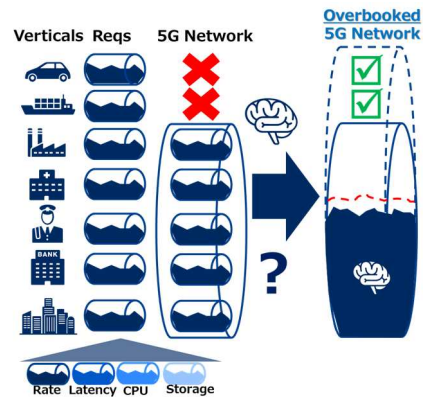 Verticals Reqs 5G Network
Overbooked
5G Network
BANK
?
Rate Latency CPU Storage